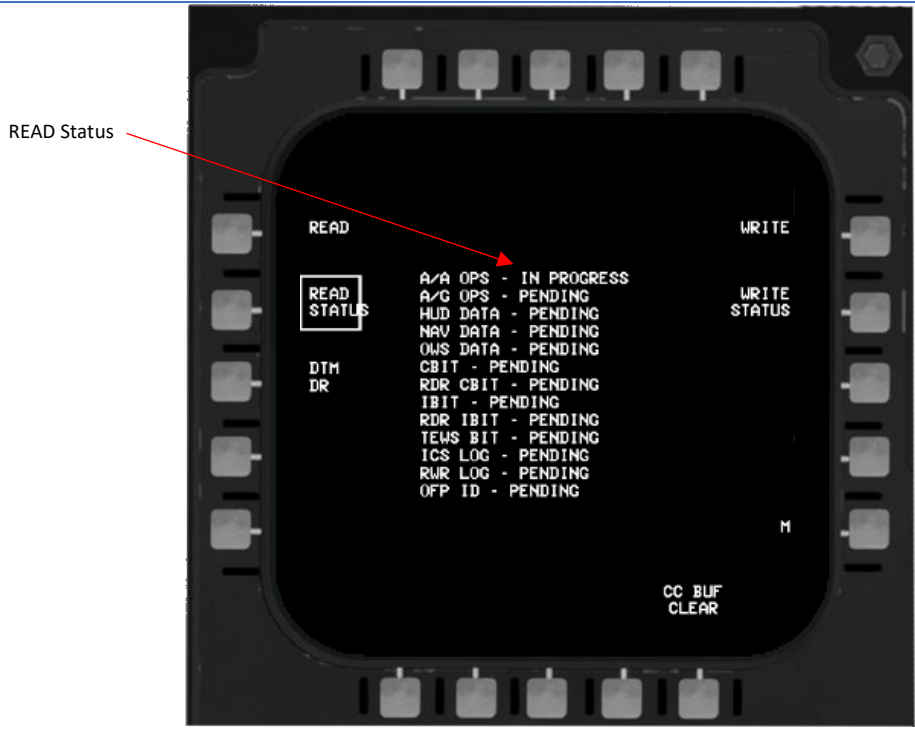 READ Status
READ
WRITE
A/A OPS - IN PROGRESS
READ
STATUS
A/G OPS - PENDING
HUD DATA - PENDING
NAV DATA - PENDING
OWS DATA - PENDING
WRITE
STATUS
DTM
DR
CBIT - PENDING
RDR CBIT - PENDING
IBIT - PENDING
RDR IBIT - PENDING
TEWS BIT - PENDING
ICS LOG - PENDING
RWR LOG - PENDING
OFP ID - PENDING
M
CC BUF
CLEAR